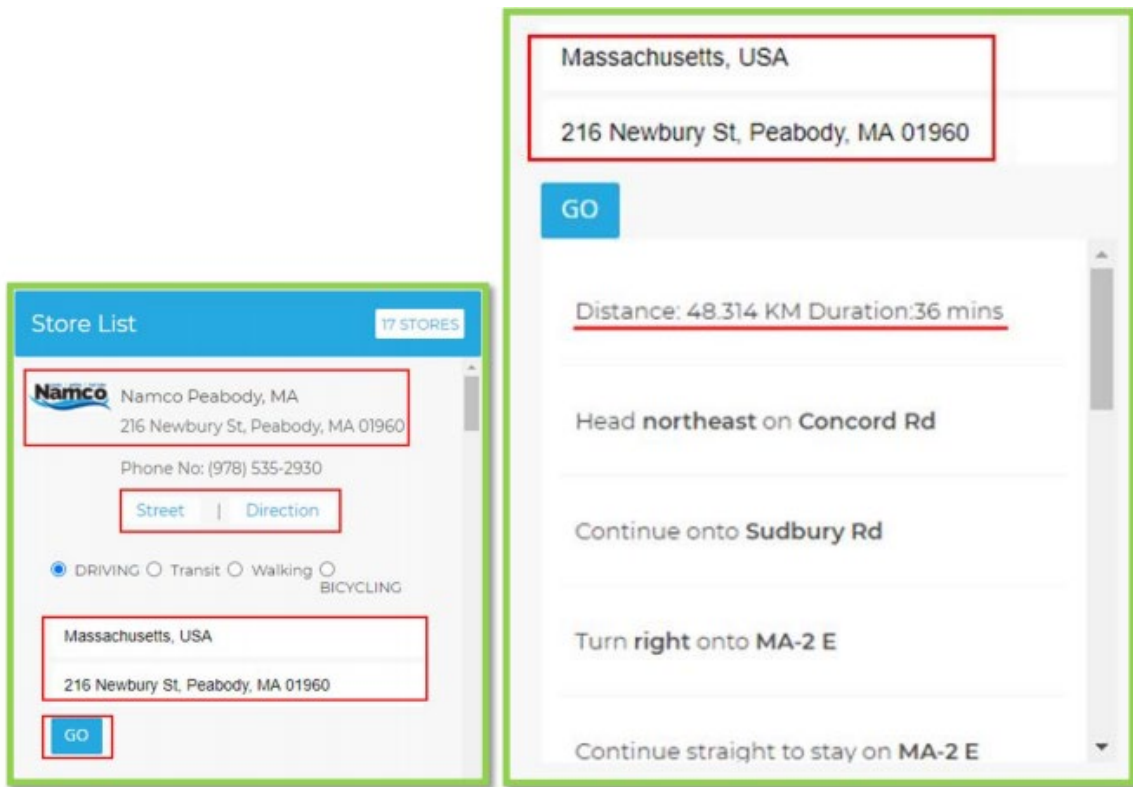 Store List
17 STORES
Namco
Namco Peabody, MA
216 Newbury St, Peabody, MA 01960
Phone No: (978) 535-2930
Street | Direction
DRIVING Transit Walking
BICYCLING
Massachusetts, USA
216 Newbury St, Peabody, MA 01960
GO
Massachusetts, USA
216 Newbury St, Peabody, MA 01960
GO
Distance: 48.314 KM Duration:36 mins
Head northeast on Concord Rd
Continue onto Sudbury Rd
Turn right onto MA-2 E
Continue straight to stay on MA-2 E